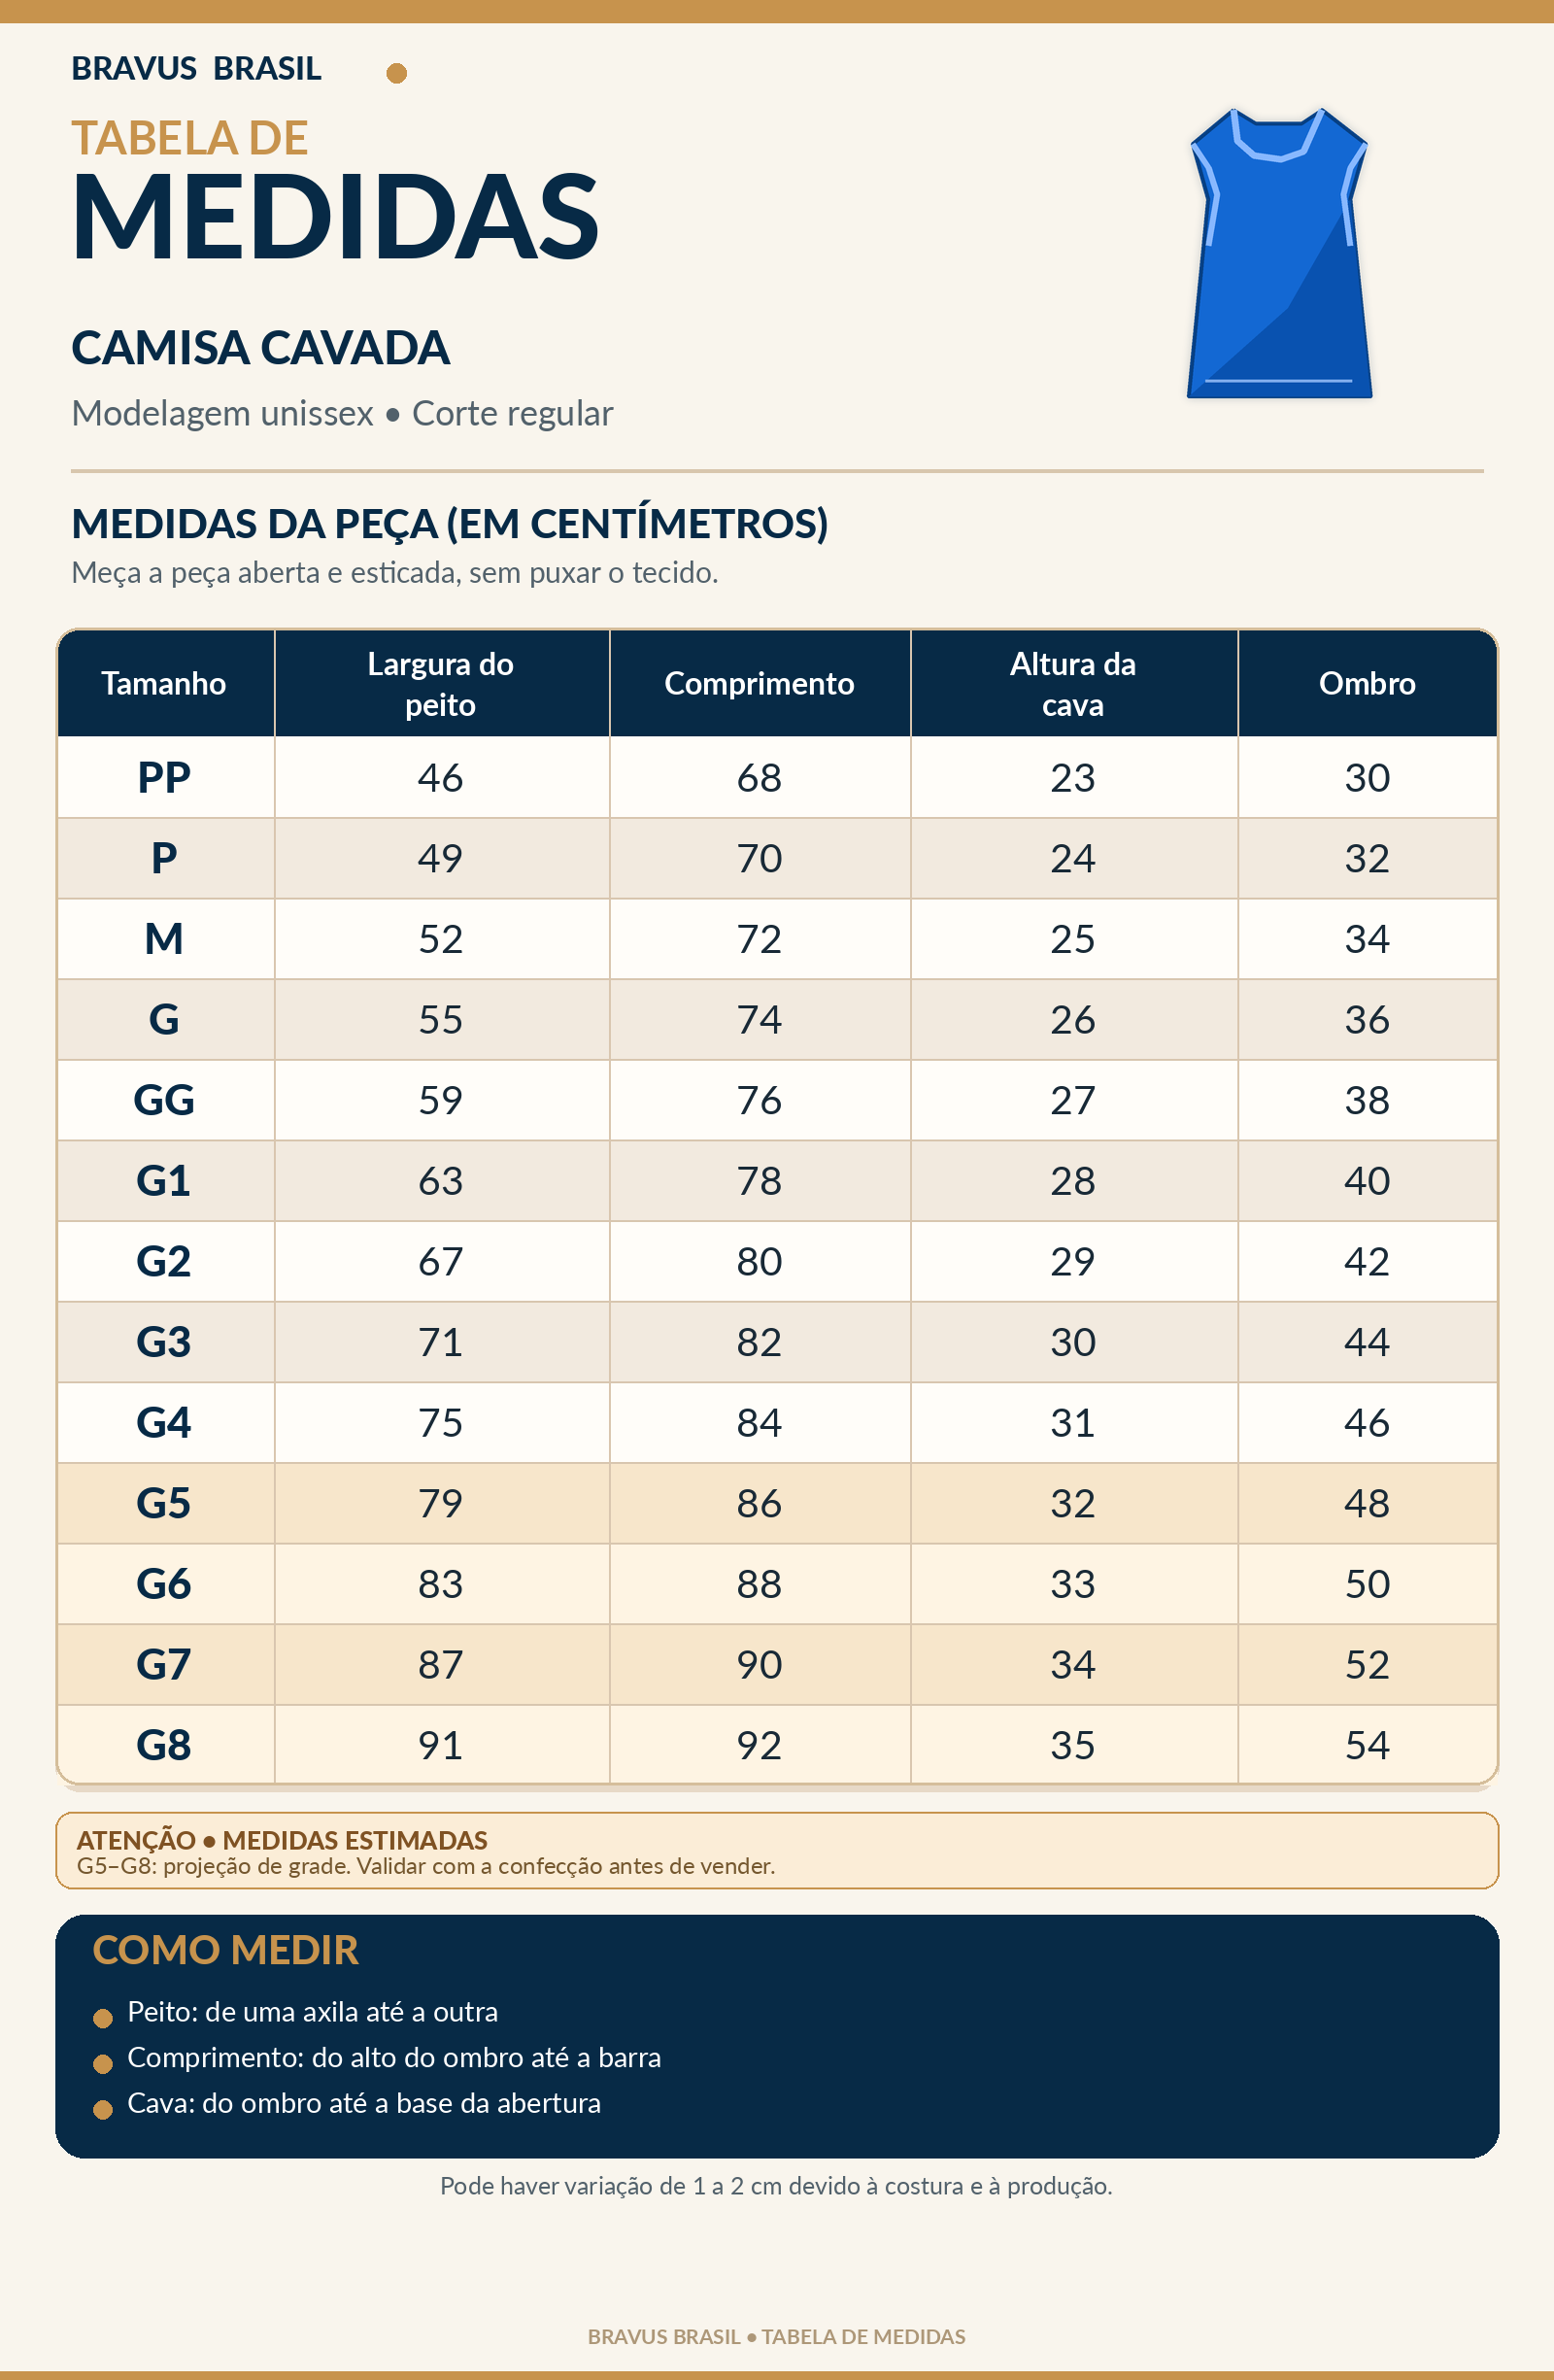 BRAVUS BRASIL
TABELA DE
MEDIDAS
CAMISA CAVADA
Modelagem unissex • Corte regular
MEDIDAS DA PEÇA (EM CENTÍMETROS)
Meça a peça aberta e esticada, sem puxar o tecido.
Tamanho Largura do peito Comprimento Altura da cava Ombro
PP 46 68 23 30
P 49 70 24 32
M 52 72 25 34
G 55 74 26 36
GG 59 76 27 38
G1 63 78 28 40
G2 67 80 29 42
G3 71 82 30 44
G4 75 84 31 46
G5 79 86 32 48
G6 83 88 33 50
G7 87 90 34 52
G8 91 92 35 54
ATENÇÃO • MEDIDAS ESTIMADAS
G5–G8: projeção de grade. Validar com a confecção antes de vender.
COMO MEDIR
Peito: de uma axila até a outra
Comprimento: do alto do ombro até a barra
Cava: do ombro até a base da abertura
Pode haver variação de 1 a 2 cm devido à costura e à produção.
BRAVUS BRASIL • TABELA DE MEDIDAS